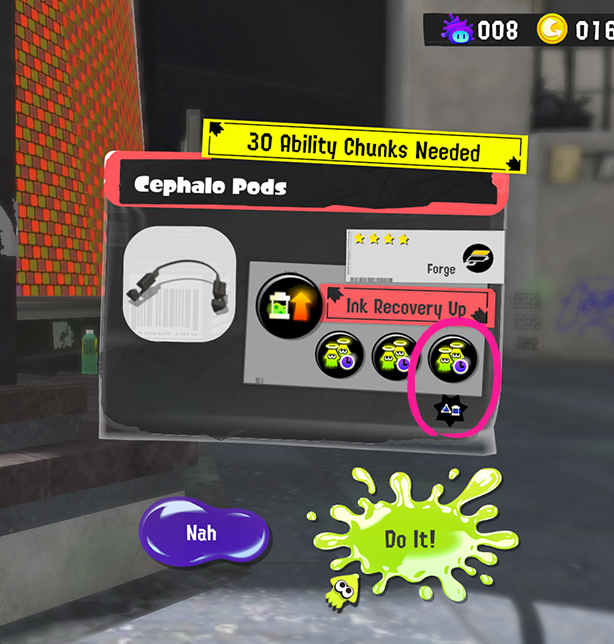 008 016
30 Ability Chunks Needed
Cephalo Pods
Forge
Ink Recovery Up
Nah
Do It!